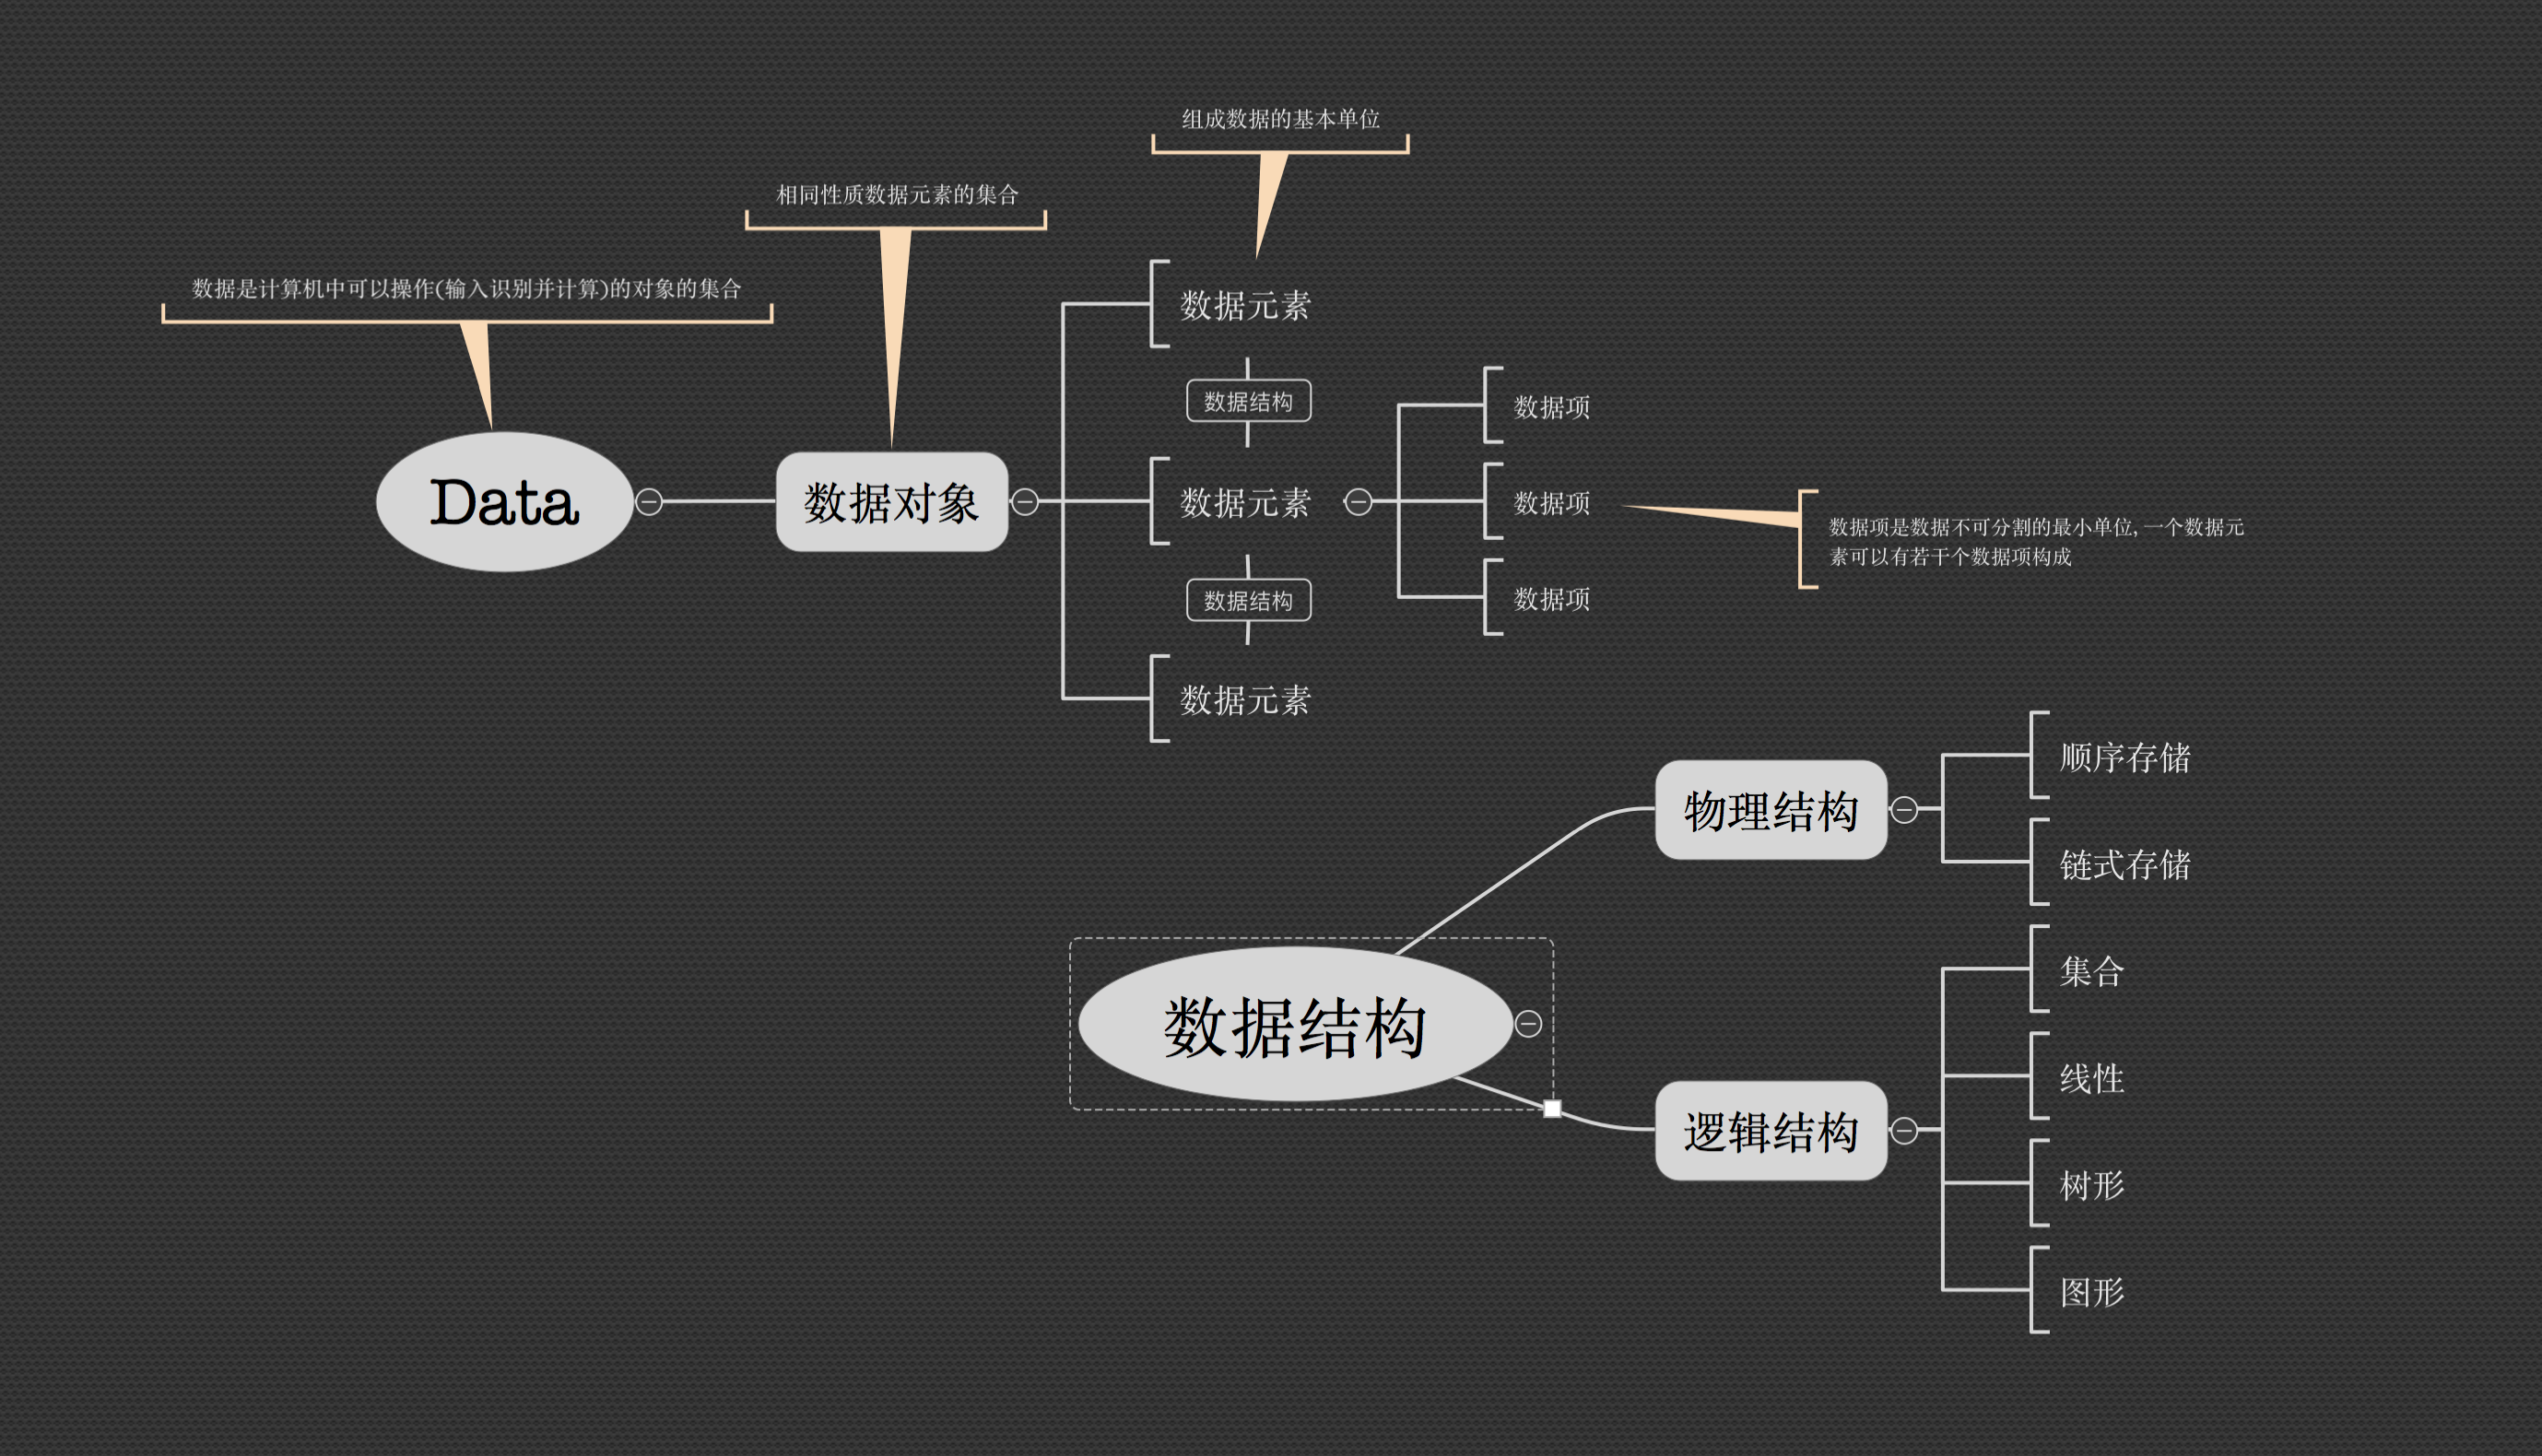 组成数据的基本单位
相同性质数据元素的集合
数据是计算机中可以操作(输入识别并计算)的对象的集合
Data
数据对象
数据元素
数据结构
数据元素
数据结构
数据元素
数据项
数据项
数据项
数据项是数据不可分割的最小单位, 一个数据元
素可以有若干个数据项构成
数据结构
物理结构
顺序存储
链式存储
逻辑结构
集合
线性
树形
图形